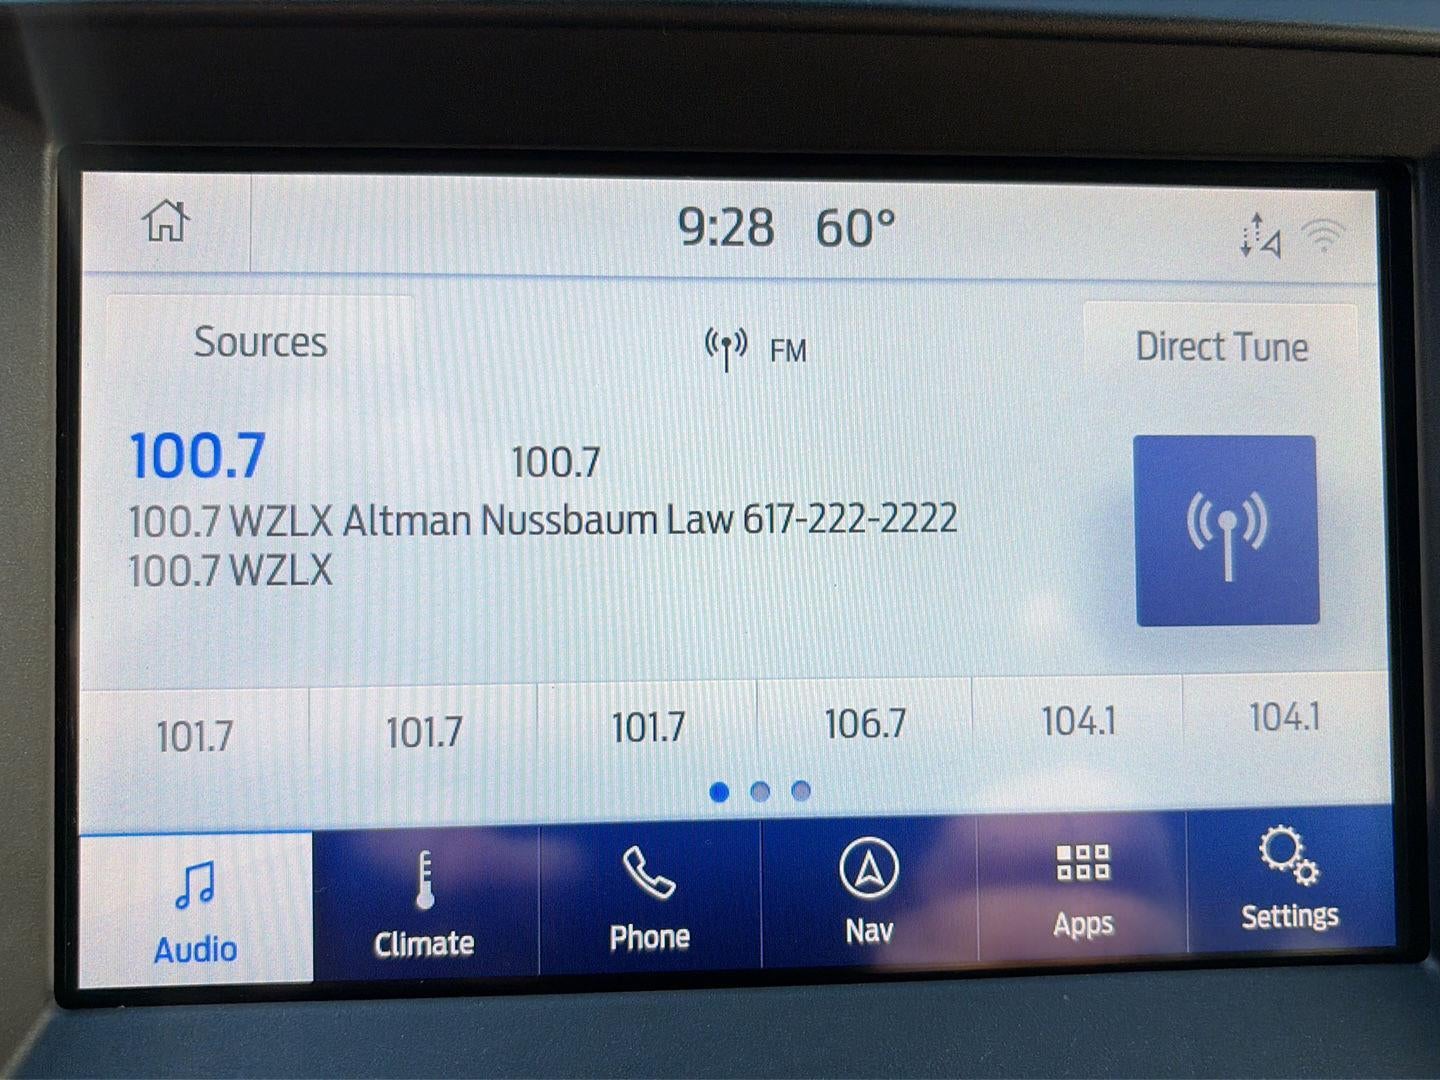 9:28 60°
Sources FM Direct Tune
100.7 100.7
100.7 WZLX Altman Nussbaum Law 617-222-2222
100.7 WZLX
101.7 101.7 101.7 106.7 104.1 104.1
Audio Climate Phone Nav Apps Settings